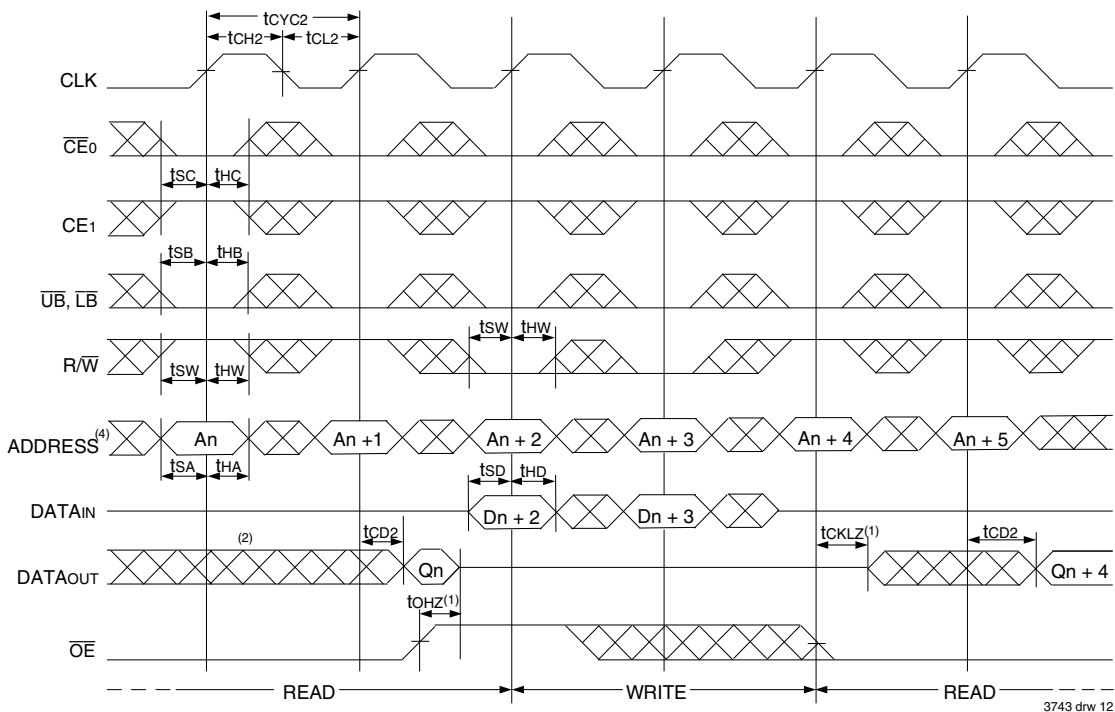 tCYC2
tCH2 tCL2
CLK
CE0
tSC tHC
CE1
tSB tHB
UB, LB
tSW tHW
R/W
tSW tHW
ADDRESS(4) An An +1 An + 2 An + 3 An + 4 An + 5
tSA tHA
tSD tHD
DATAIN Dn + 2 Dn + 3
tCD2 tCKLZ(1) tCD2
(2)
DATAOUT Qn Qn + 4
tOHZ(1)
OE
READ WRITE READ
3743 drw 12